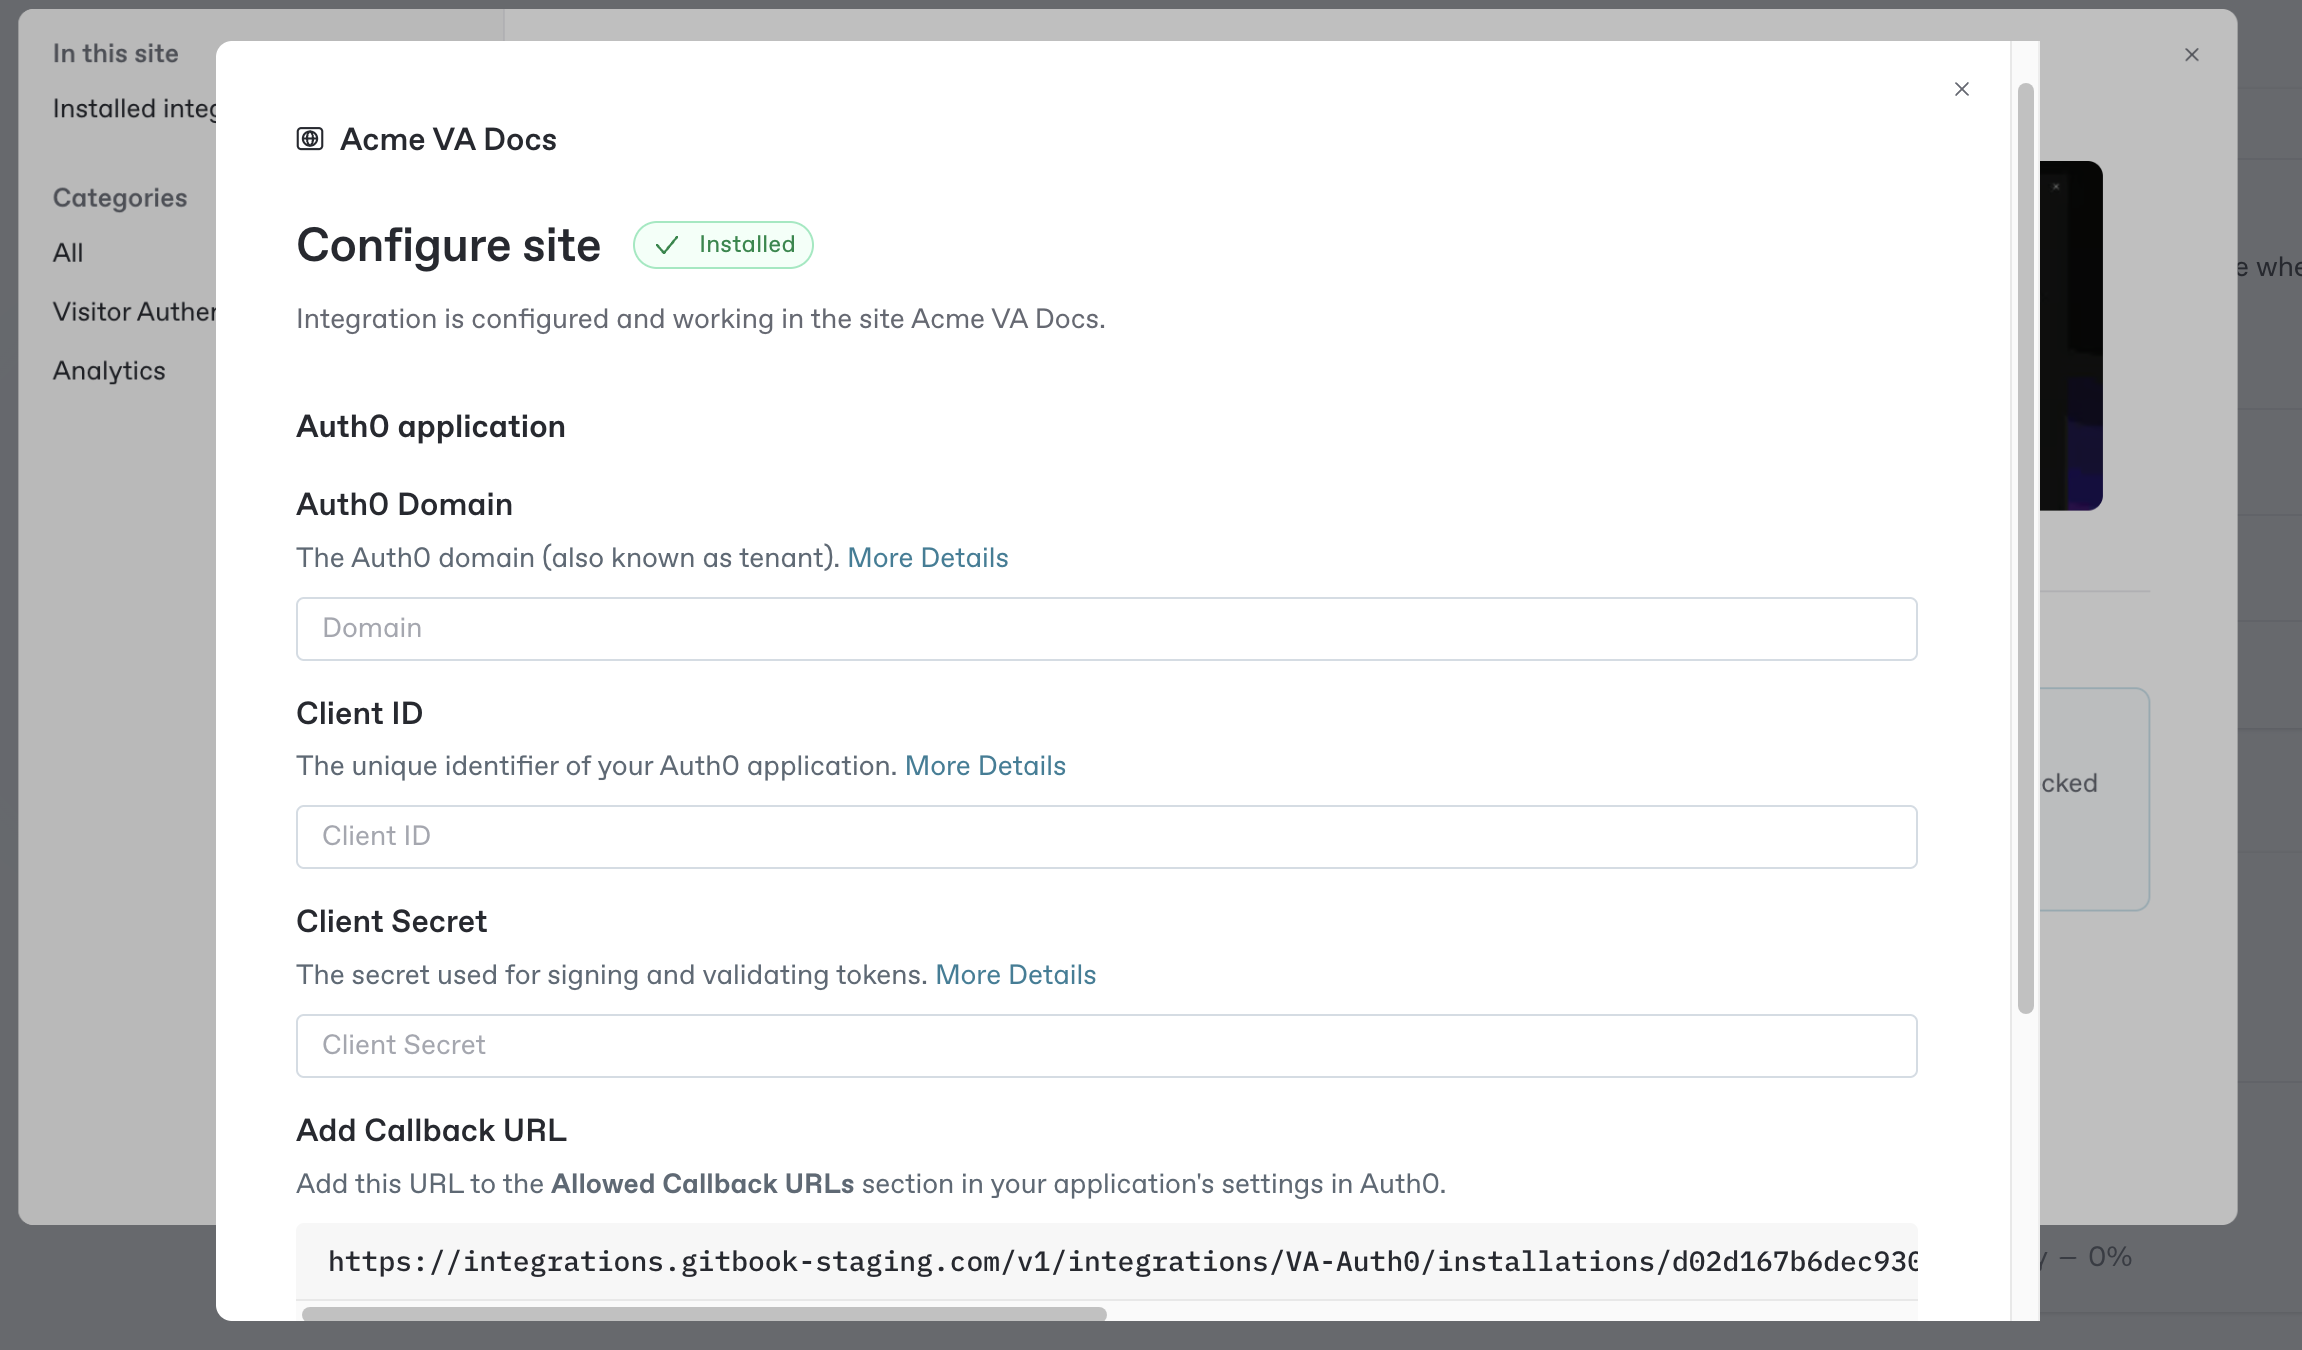 In this site
Installed integ
Categories
All
Visitor Auther
Analytics
Acme VA Docs
Configure site
Installed
Integration is configured and working in the site Acme VA Docs.
Auth0 application
Auth0 Domain
The Auth0 domain (also known as tenant). More Details
Domain
Client ID
The unique identifier of your Auth0 application. More Details
Client ID
Client Secret
The secret used for signing and validating tokens. More Details
Client Secret
Add Callback URL
Add this URL to the Allowed Callback URLs section in your application's settings in Auth0.
https://integrations.gitbook-staging.com/v1/integrations/VA-Auth0/installations/d02d167b6dec930
e whe
cked
– 0%